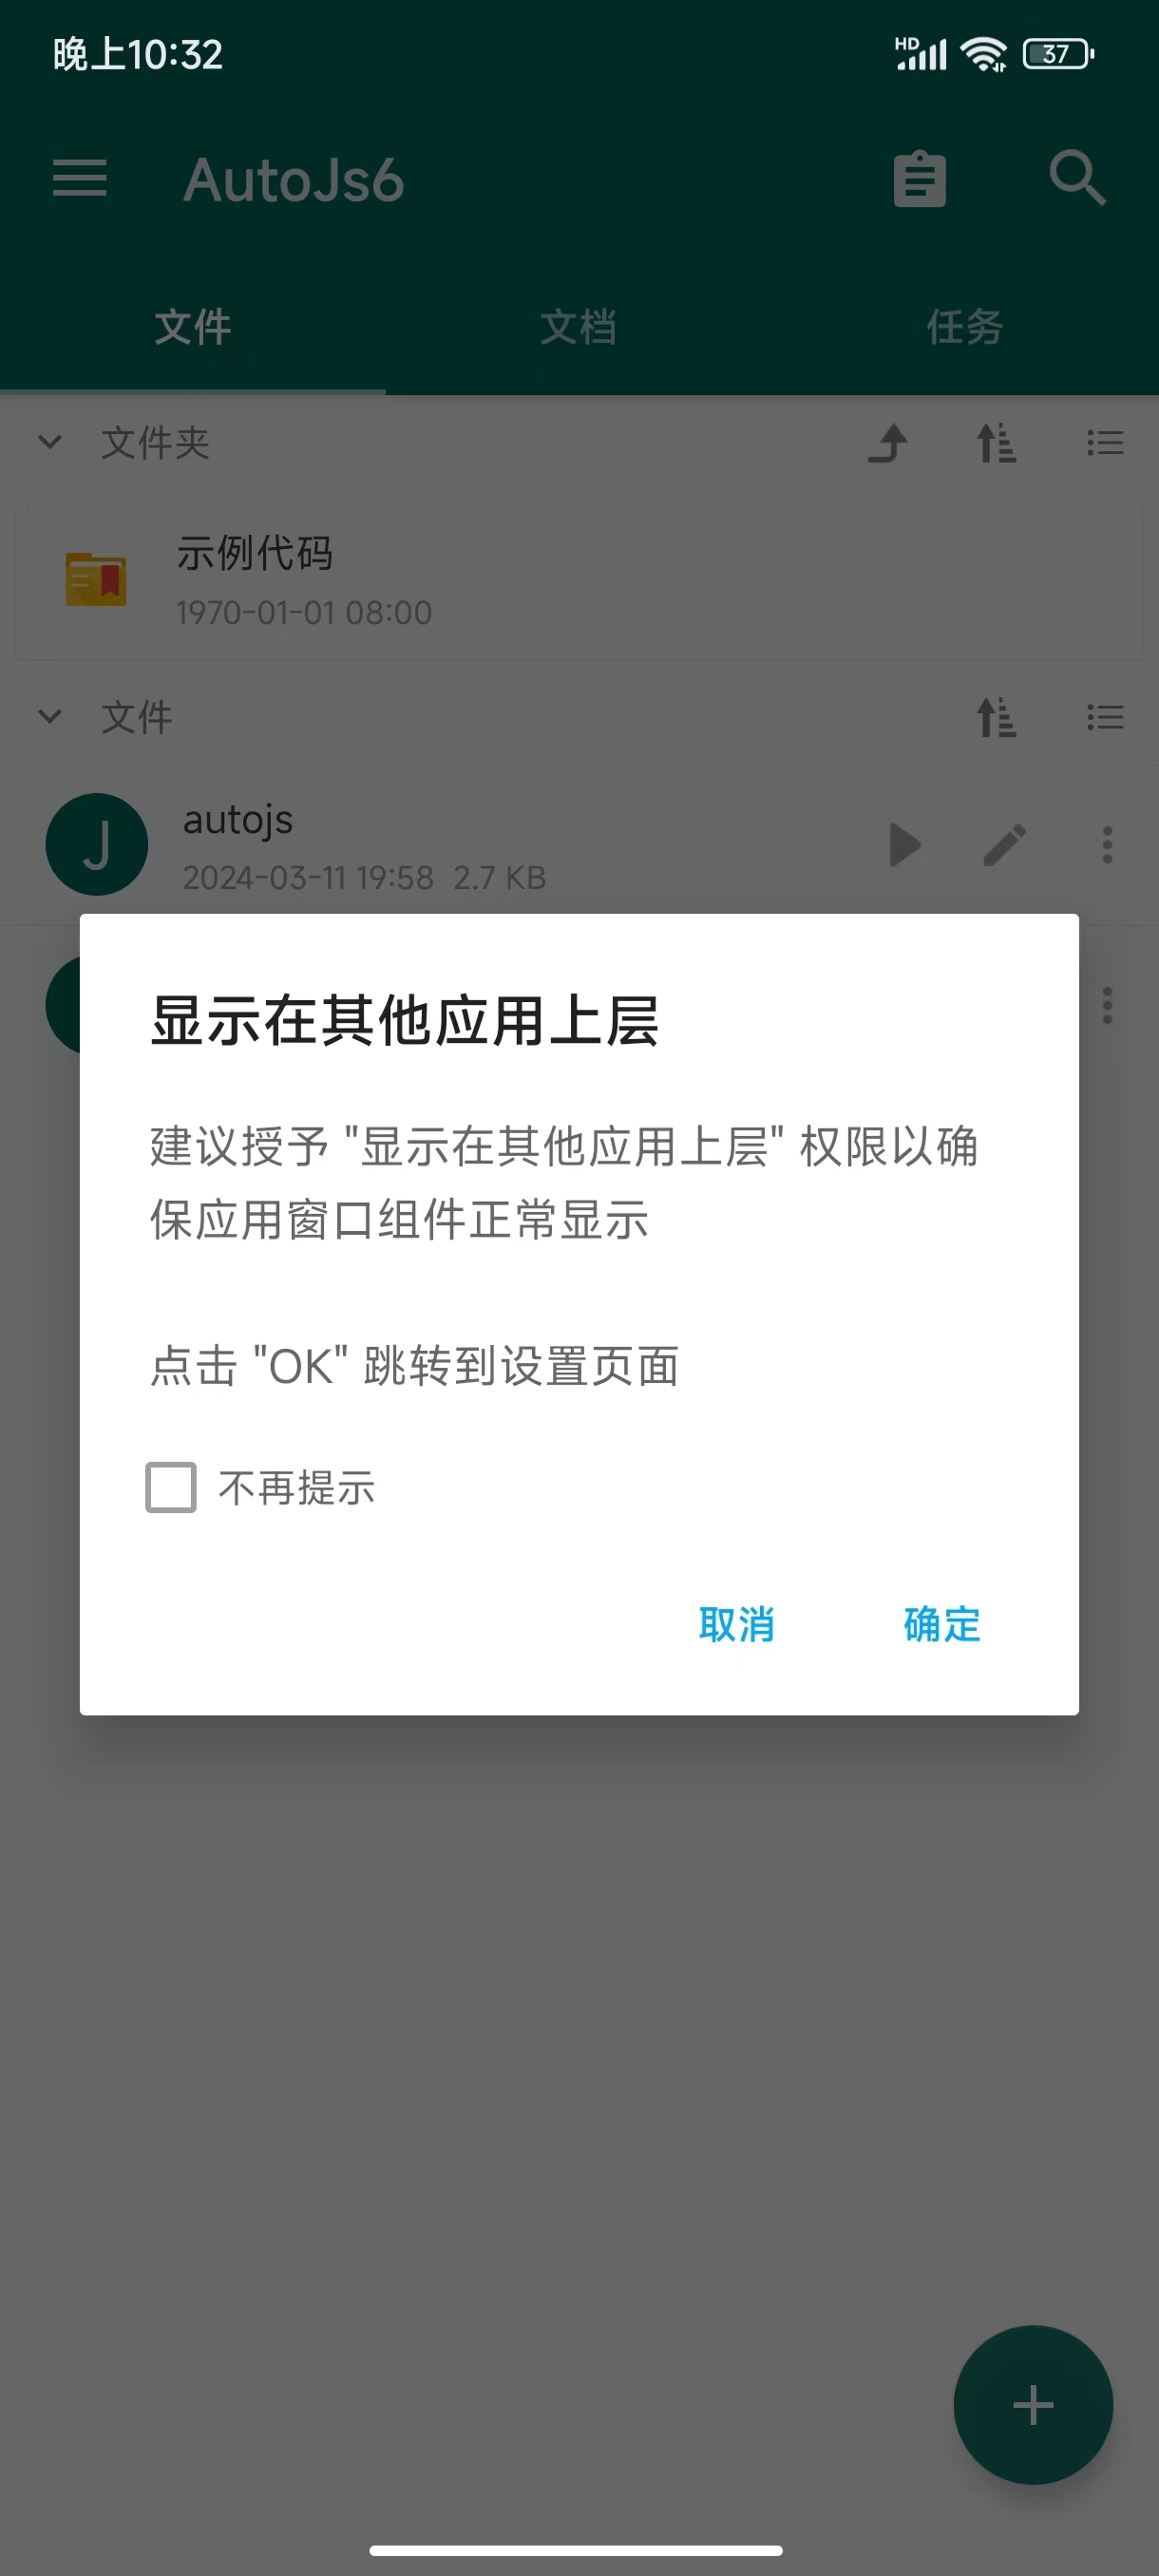 晚上10:32
HD
37
AutoJs6
文件
文档
任务
文件夹
示例代码
1970-01-01 08:00
文件
J
autojs
2024-03-11 19:58 2.7 KB
显示在其他应用上层
建议授予 "显示在其他应用上层" 权限以确
保应用窗口组件正常显示
点击 "OK" 跳转到设置页面
不再提示
取消
确定